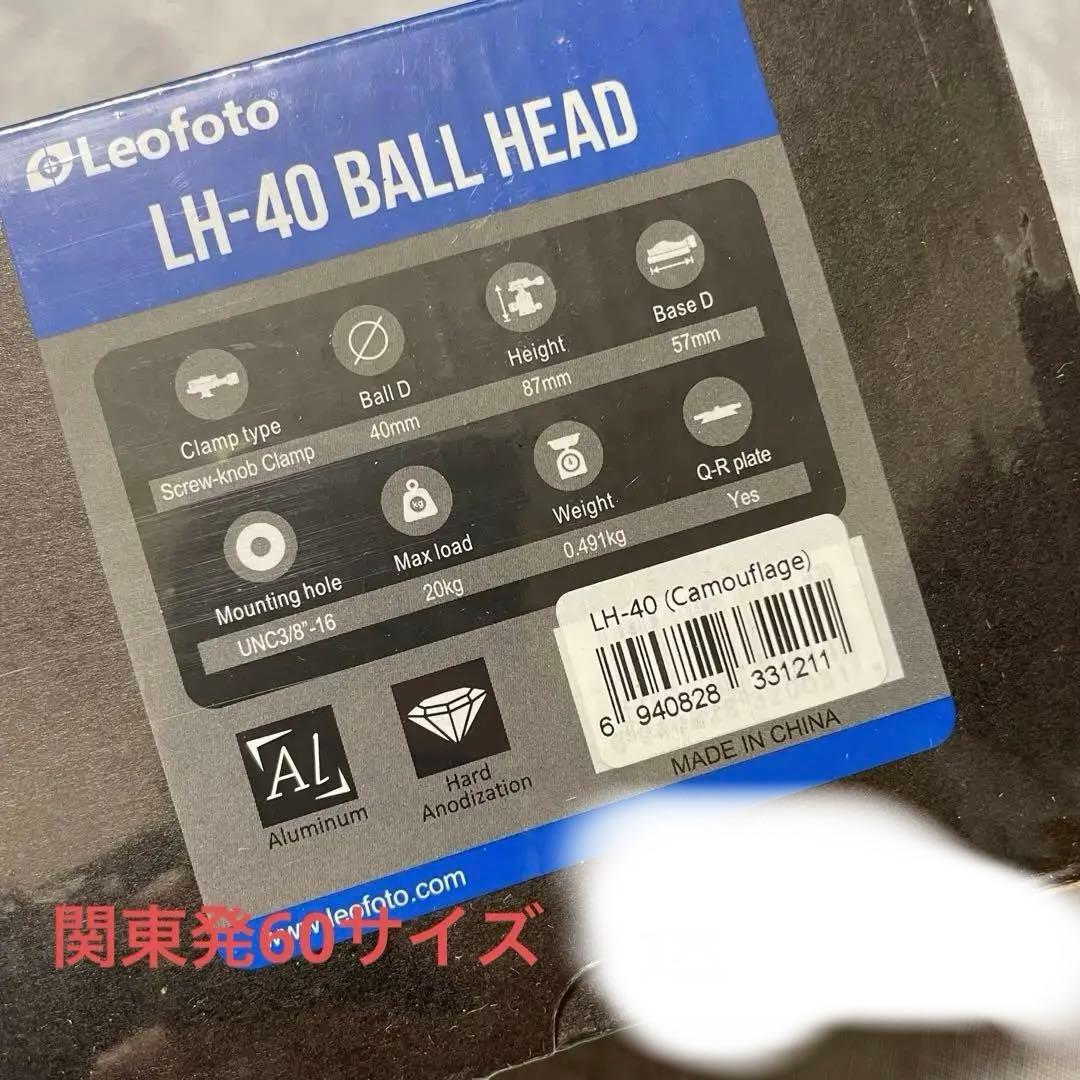 Leofoto
LH-40 BALL HEAD
Clamp type
Ball D
Height
Base D
Screw-knob Clamp
40mm
87mm
57mm
Mounting hole
Max load
kg
Weight
Q-R plate
UNC3/8"-16
20kg
0.491kg
Yes
LH-40 (Camouflage)
6 940828 331211
MADE IN CHINA
AL
Aluminum
Hard
Anodization
www.leofoto.com
関東発60サイズ